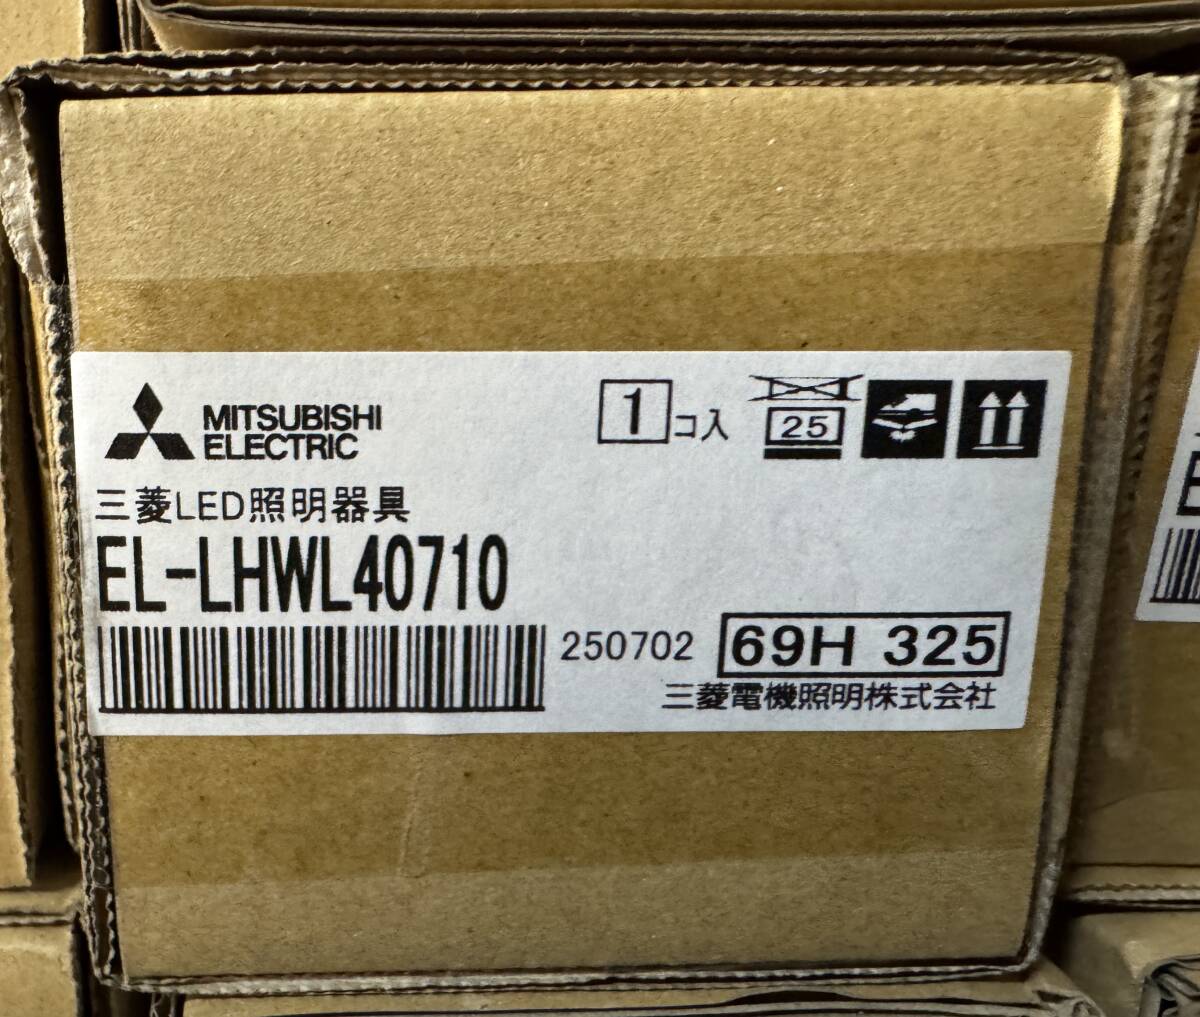 MITSUBISHI
ELECTRIC
1コ入
25
三菱LED照明器具
EL-LHWL40710
250702
69H 325
三菱電機照明株式会社